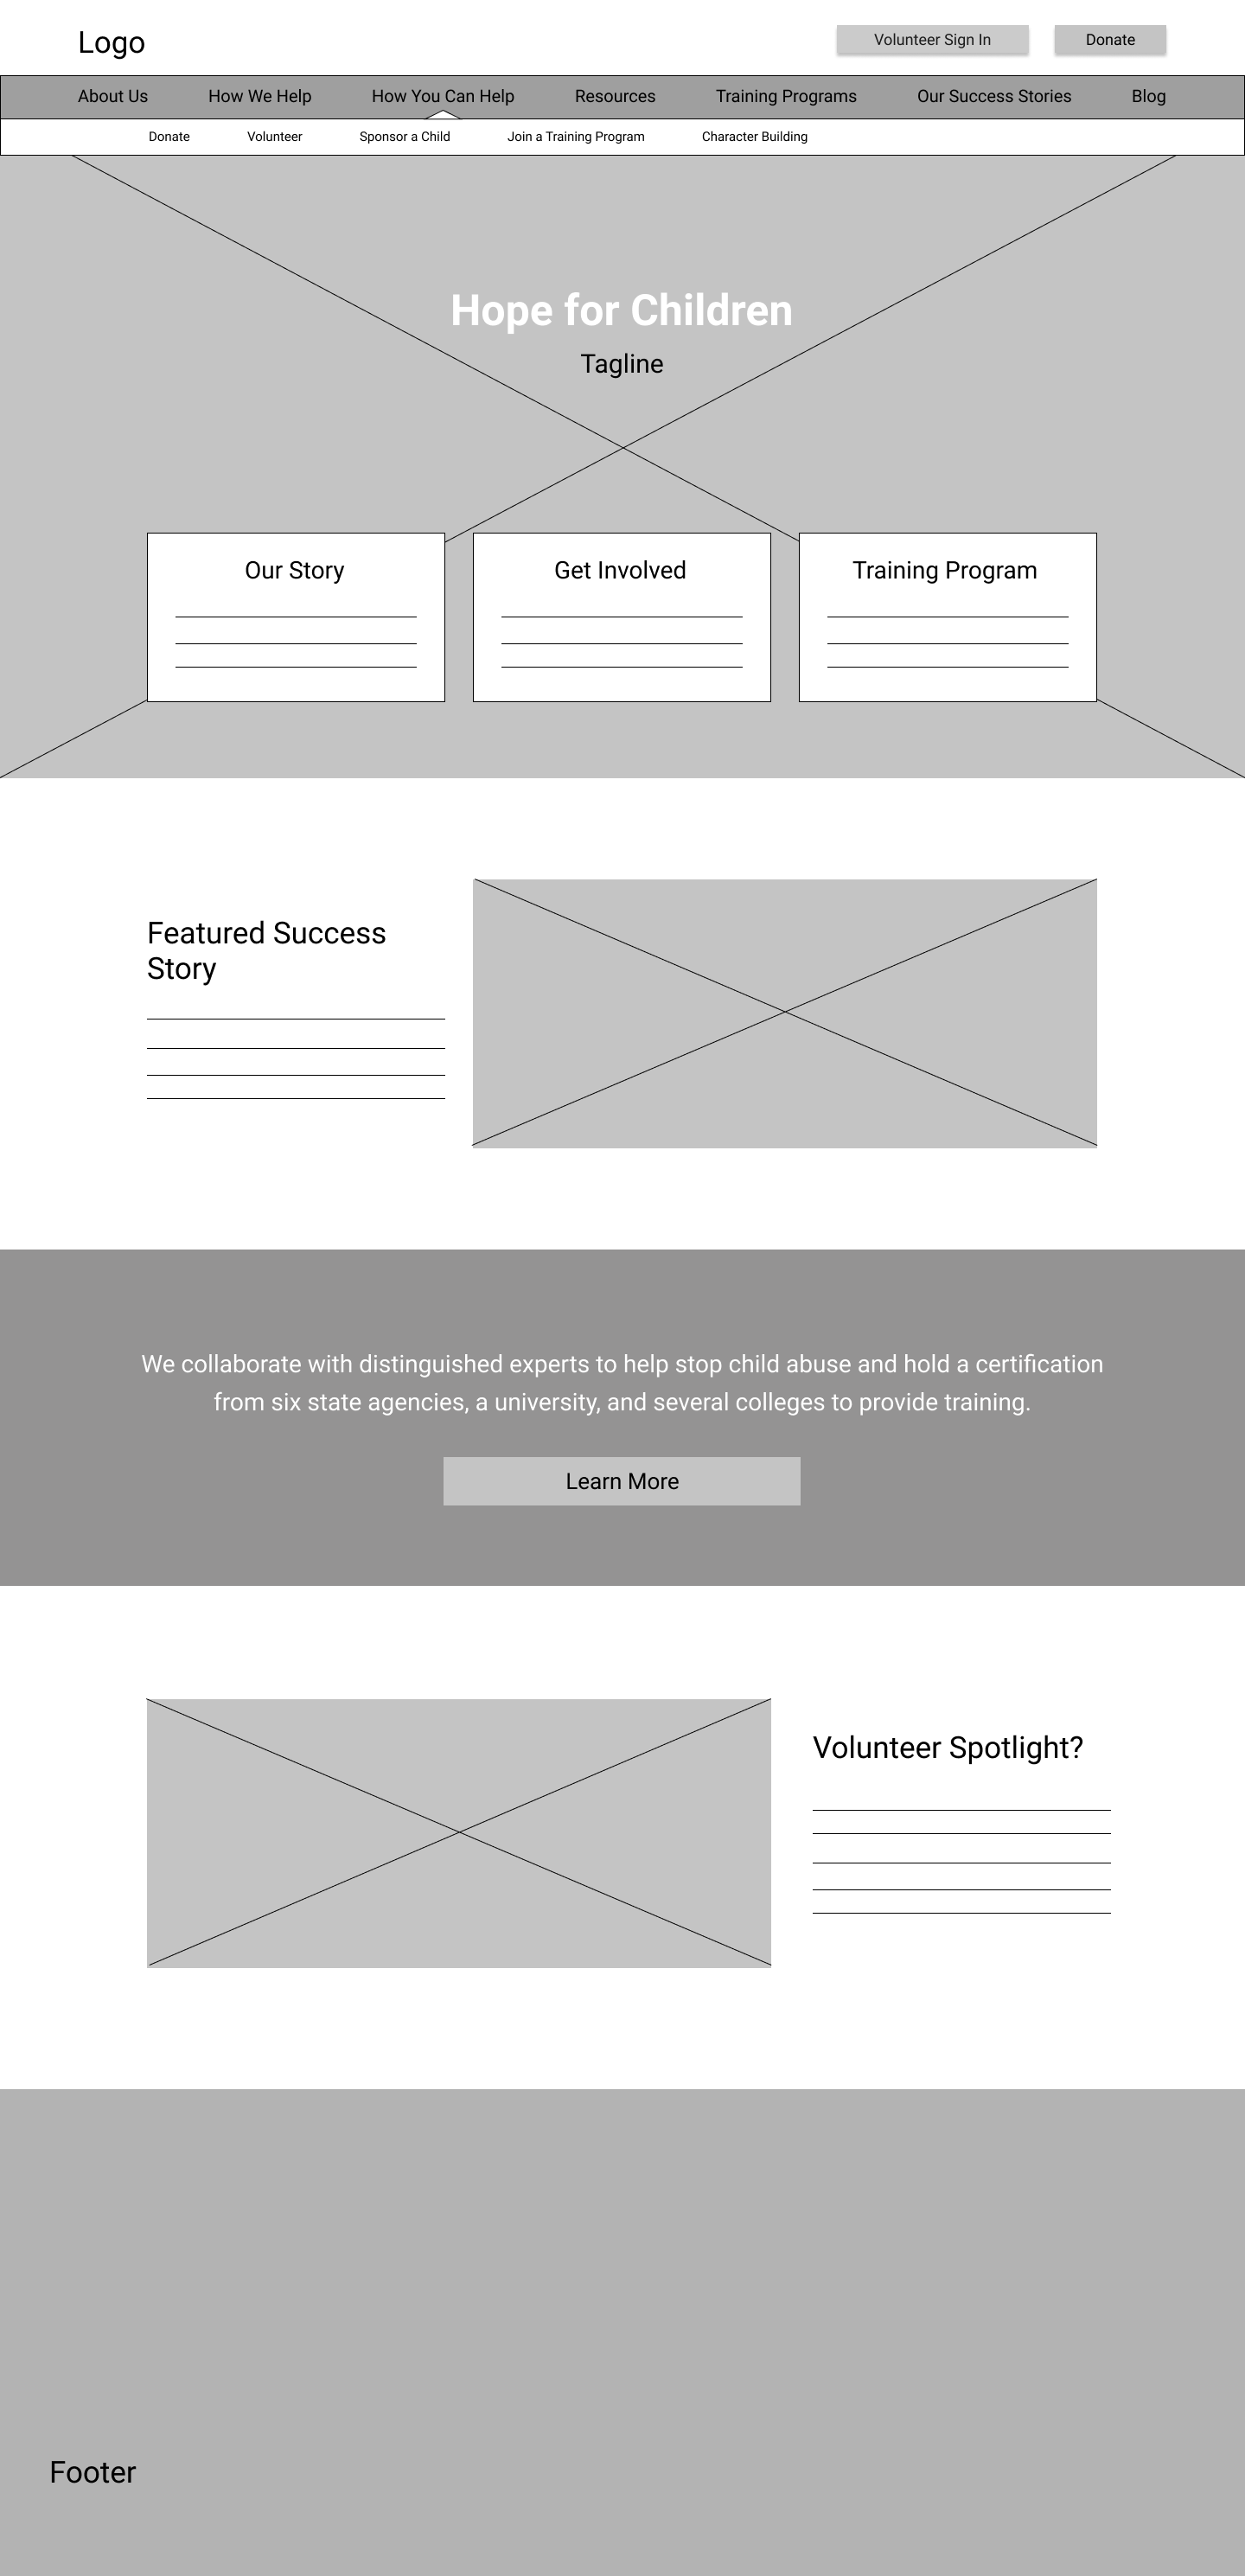 Logo
Volunteer Sign In
Donate
About Us
How We Help
How You Can Help
Resources
Training Programs
Our Success Stories
Blog
Donate
Volunteer
Sponsor a Child
Join a Training Program
Character Building
Hope for Children
Tagline
Our Story
Get Involved
Training Program
Featured Success
Story
We collaborate with distinguished experts to help stop child abuse and hold a certification
from six state agencies, a university, and several colleges to provide training.
Learn More
Volunteer Spotlight?
Footer